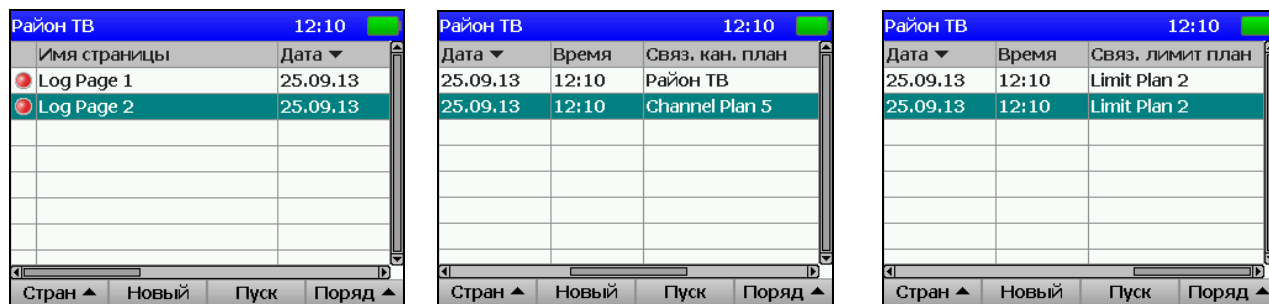 Район ТВ 12:10
Имя страницы Дата ▼
Log Page 1 25.09.13
Log Page 2 25.09.13
Стран ▲ Новый Пуск Поряд ▲
Район ТВ 12:10
Дата ▼ Время Связ. кан. план
25.09.13 12:10 Район ТВ
25.09.13 12:10 Channel Plan 5
Стран ▲ Новый Пуск Поряд ▲
Район ТВ 12:10
Дата ▼ Время Связ. лимит план
25.09.13 12:10 Limit Plan 2
25.09.13 12:10 Limit Plan 2
Стран ▲ Новый Пуск Поряд ▲